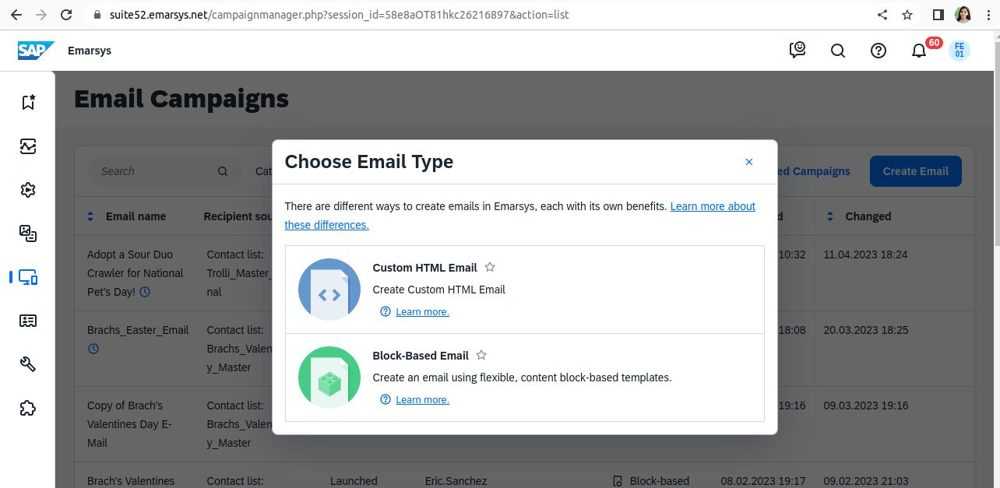 suite52.emarsys.net/campaignmanager.php?session_id=58e8aOT81hkc26216897&action=list
SAP Emarsys
60
FE
01
Email Campaigns
Search
Create Email
Campaigns
Email name
Recipient
Changed
Adopt a Sour Duo
Crawler for National
Pet's Day!
Contact list:
Trolli_Master_
nal
10:32
11.04.2023 18:24
Brachs_Easter_Email
Contact list:
Brachs_Valen
y_Master
18:08
20.03.2023 18:25
Copy of Brach's
Valentines Day E-
Mail
Contact list:
Brachs_Valen
y_Master
19:16
09.03.2023 19:16
Brach's Valentines
Contact list:
Launched
Eric.Sanchez
Block-based
08.02.2023 19:17
09.02.2023 21:03
Choose Email Type
There are different ways to create emails in Emarsys, each with its own benefits. Learn more about
these differences.
Custom HTML Email
Create Custom HTML Email
Learn more.
Block-Based Email
Create an email using flexible, content block-based templates.
Learn more.